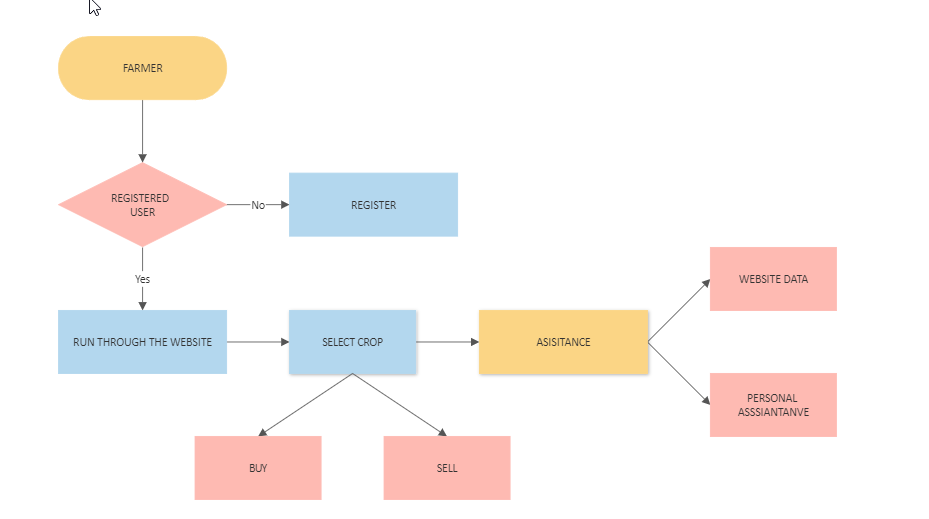 FARMER
REGISTERED
USER
No
REGISTER
Yes
WEBSITE DATA
RUN THROUGH THE WEBSITE
SELECT CROP
ASISITANCE
PERSONAL
ASSSIANTANVE
BUY
SELL